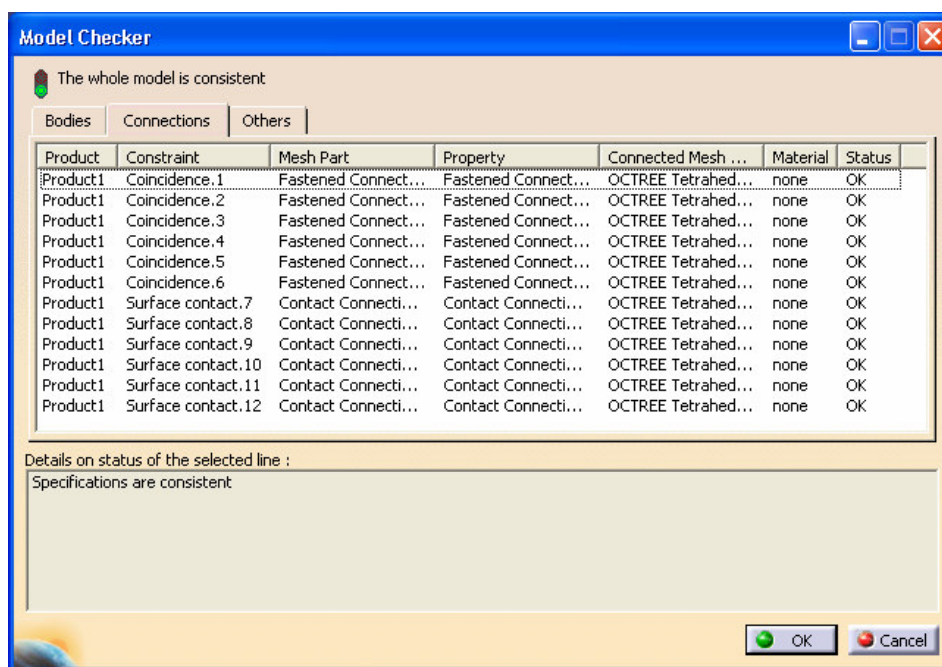 Model Checker
The whole model is consistent
Bodies Connections Others
Product Constraint Mesh Part Property Connected Mesh ... Material Status
Product1 Coincidence.1 Fastened Connect... Fastened Connect... OCTREE Tetrahed... none OK
Product1 Coincidence.2 Fastened Connect... Fastened Connect... OCTREE Tetrahed... none OK
Product1 Coincidence.3 Fastened Connect... Fastened Connect... OCTREE Tetrahed... none OK
Product1 Coincidence.4 Fastened Connect... Fastened Connect... OCTREE Tetrahed... none OK
Product1 Coincidence.5 Fastened Connect... Fastened Connect... OCTREE Tetrahed... none OK
Product1 Coincidence.6 Fastened Connect... Fastened Connect... OCTREE Tetrahed... none OK
Product1 Surface contact.7 Contact Connecti... Contact Connecti... OCTREE Tetrahed... none OK
Product1 Surface contact.8 Contact Connecti... Contact Connecti... OCTREE Tetrahed... none OK
Product1 Surface contact.9 Contact Connecti... Contact Connecti... OCTREE Tetrahed... none OK
Product1 Surface contact.10 Contact Connecti... Contact Connecti... OCTREE Tetrahed... none OK
Product1 Surface contact.11 Contact Connecti... Contact Connecti... OCTREE Tetrahed... none OK
Product1 Surface contact.12 Contact Connecti... Contact Connecti... OCTREE Tetrahed... none OK
Details on status of the selected line :
Specifications are consistent
OK Cancel